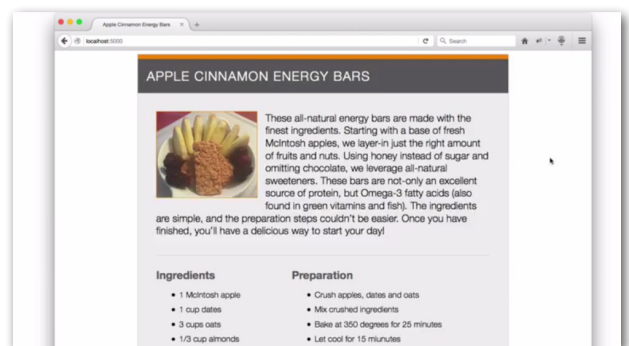 Apple Cinnamon Energy Bars
localhost:5000
Search
APPLE CINNAMON ENERGY BARS
These all-natural energy bars are made with the
finest ingredients. Starting with a base of fresh
McIntosh apples, we layer-in just the right amount
of fruits and nuts. Using honey instead of sugar and
omitting chocolate, we leverage all-natural
sweeteners. These bars are not-only an excellent
source of protein, but Omega-3 fatty acids (also
found in green vitamins and fish). The ingredients
are simple, and the preparation steps couldn't be easier. Once you have
finished, you'll have a delicious way to start your day!
Ingredients
• 1 McIntosh apple
• 1 cup dates
• 3 cups oats
• 1/3 cup almonds
Preparation
• Crush apples, dates and oats
• Mix crushed ingredients
• Bake at 350 degrees for 25 minutes
• Let cool for 15 miunutes